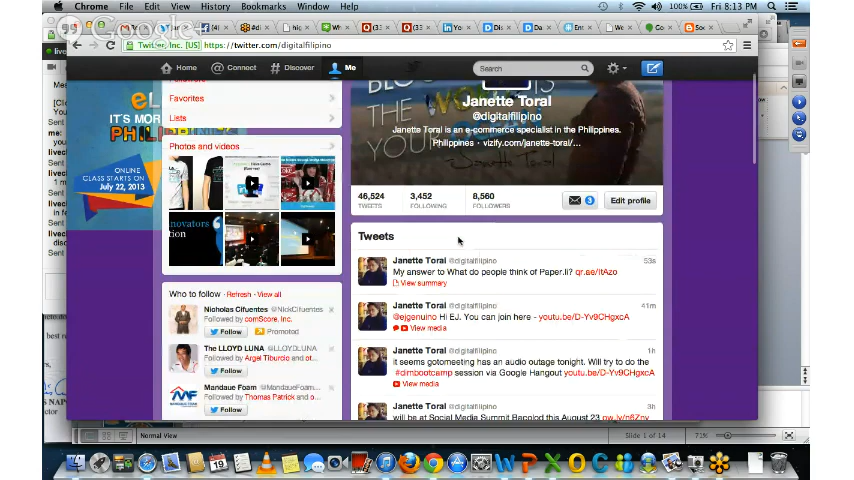 Chrome File Edit View History Bookmarks Window Help
100% Fri 8:13 PM
Google+
Twitter, Inc. [US] https://twitter.com/digitalfilipino
Home Connect Discover Me
Search
Favorites
Lists
Photos and videos
IT'S MORE
ONLINE
CLASS STARTS ON
July 22, 2013
Janette Toral
@digitalfilipino
Janette Toral is an e-commerce specialist in the Philippines.
Philippines · vizify.com/janette-toral/...
46,524 3,452 8,560
TWEETS FOLLOWING FOLLOWERS
3 Edit profile
Who to follow · Refresh · View all
Nicholas Cifuentes @NickCifuentes
Followed by comScore, Inc.
Follow Promoted
The LLOYD LUNA @LLOYDLUNA
Followed by Argel Tiburcio and ot...
Follow
Mandaue Foam @MandaueFoam
Followed by Thomas Patrick and o...
Follow
Tweets
Janette Toral @digitalfilipino 53s
My answer to What do people think of Paper.li?
View summary
Janette Toral @digitalfilipino 41m
@ejgenuino Hi EJ. You can join here - youtu.be/D-Yv9CHgxcA
View media
Janette Toral @digitalfilipino 1h
it seems gotomeeting has an audio outage tonight. Will try to do the
#dimbootcamp session via Google Hangout youtu.be/D-Yv9CHgxcA
View media
Janette Toral @digitalfilipino 3h
will be at Social Media Summit Bacolod this August 23
Normal View Slide 1 of 14 71%